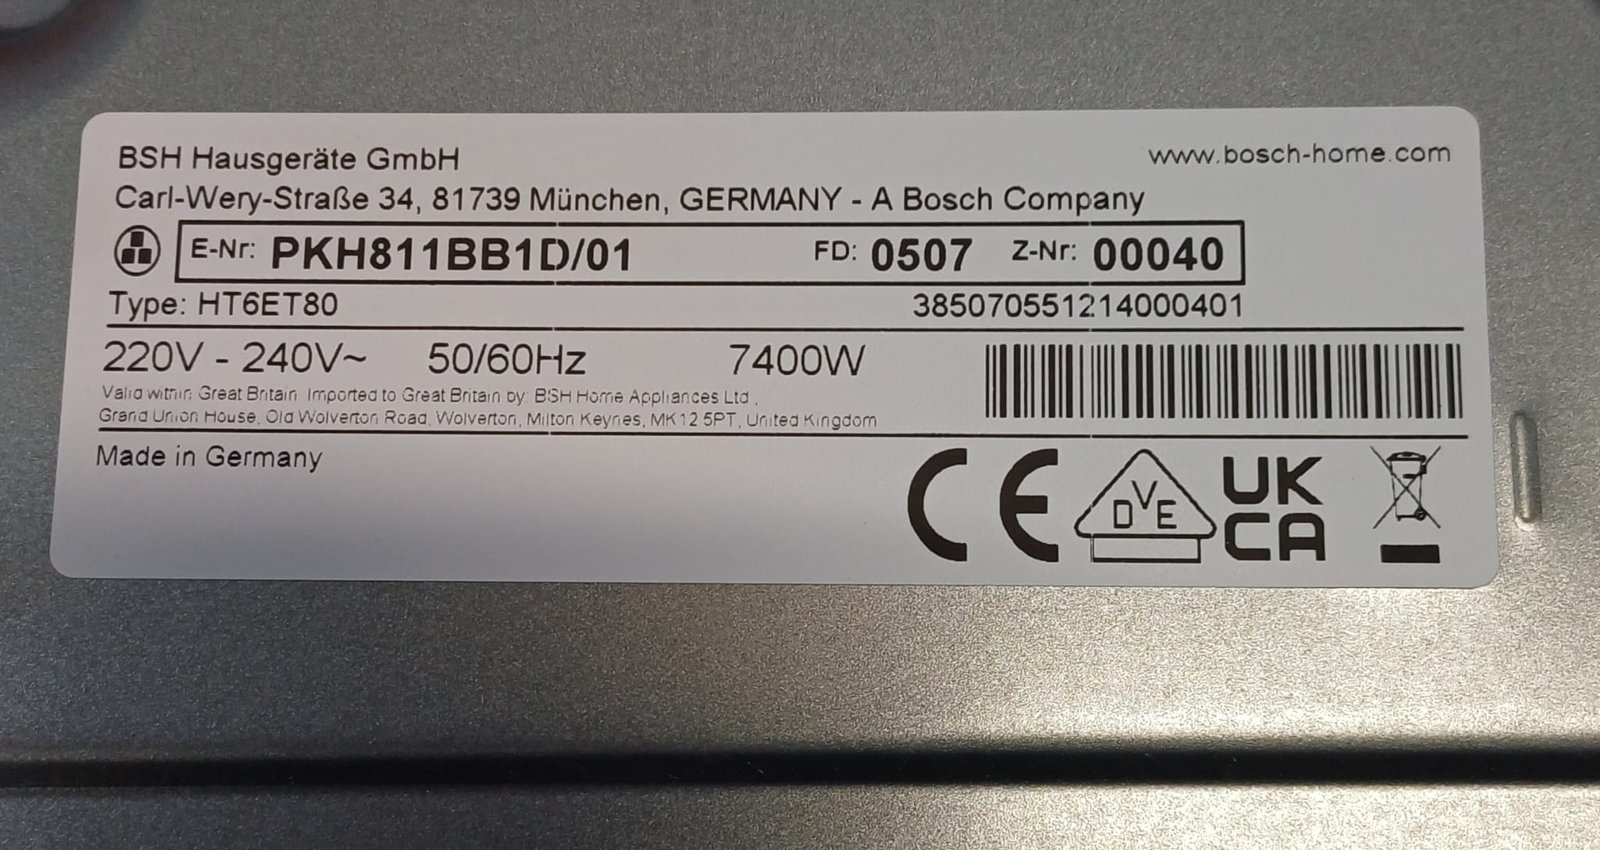 BSH Hausgeräte GmbH
www.bosch-home.com
Carl-Wery-Straße 34, 81739 München, GERMANY - A Bosch Company
E-Nr: PKH811BB1D/01 FD: 0507 Z-Nr: 00040
Type: HT6ET80 385070551214000401
220V - 240V~ 50/60Hz 7400W
Valid within Great Britain Imported to Great Britain by: BSH Home Appliances Ltd.,
Grand Union House, Old Wolverton Road, Wolverton, Milton Keynes, MK12 5PT, United Kingdom
Made in Germany
CE
DVE
UK
CA